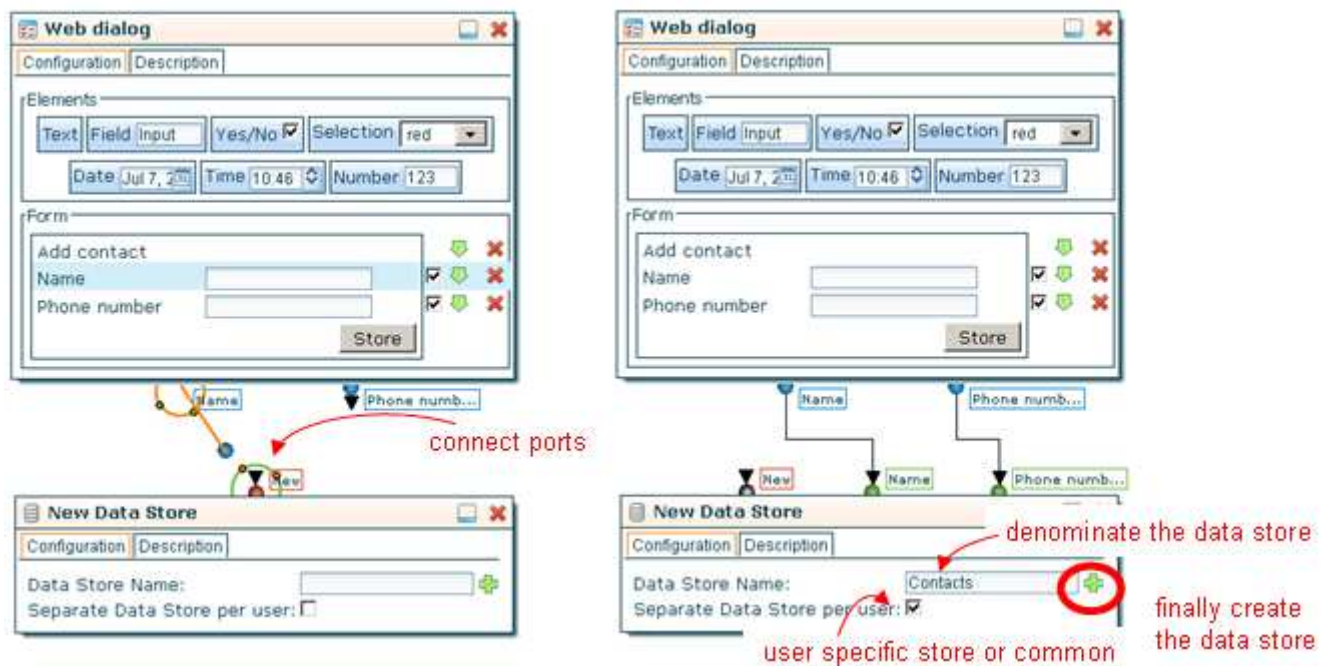 Web dialog
Configuration Description
Elements
Text Field Input Yes/No Selection red
Date Jul 7, 2 Time 10:46 Number 123
Form
Add contact
Name
Phone number
Store
Name Phone numb...
connect ports
New
New Data Store
Configuration Description
Data Store Name:
Separate Data Store per user:
Web dialog
Configuration Description
Elements
Text Field Input Yes/No Selection red
Date Jul 7, 2 Time 10:46 Number 123
Form
Add contact
Name
Phone number
Store
Name Phone numb...
New Name Phone numb...
New Data Store
denominate the data store
Configuration Description
Data Store Name: Contacts
Separate Data Store per user:
finally create
the data store
user specific store or common